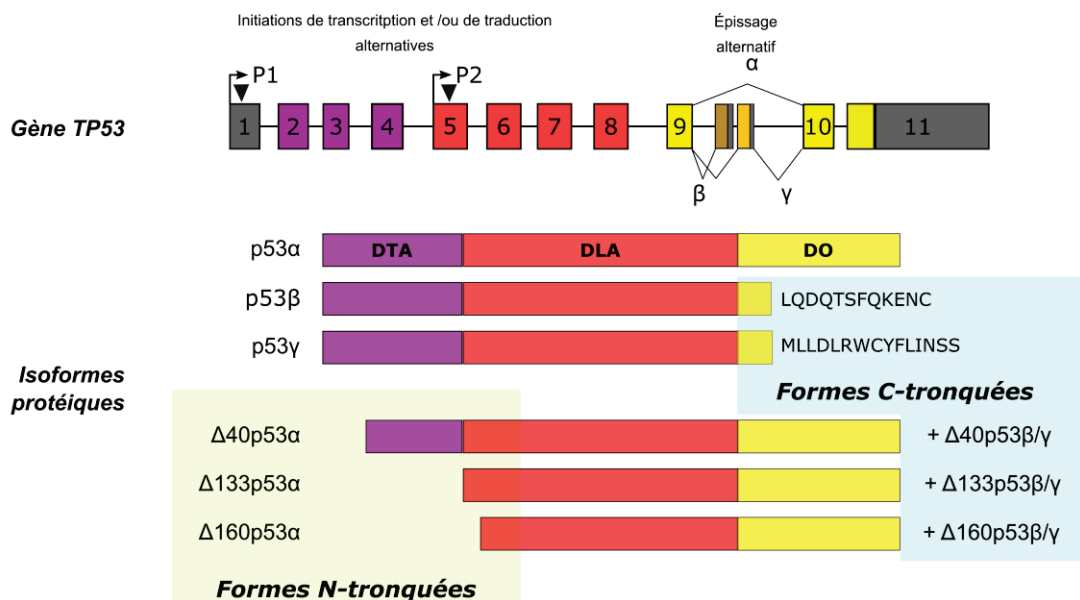 Initiations de transcritption et /ou de traduction
alternatives
Épissage
alternatif
α
P1
P2
Gène TP53
1 2 3 4 5 6 7 8 9 10 11
β
γ
p53α
DTA DLA DO
p53β
LQDQTSFQKENC
p53γ
MLLDLRWCYFLINSS
Isoformes
protéiques
Formes C-tronquées
Δ40p53α
+ Δ40p53β/γ
Δ133p53α
+ Δ133p53β/γ
Δ160p53α
+ Δ160p53β/γ
Formes N-tronquées